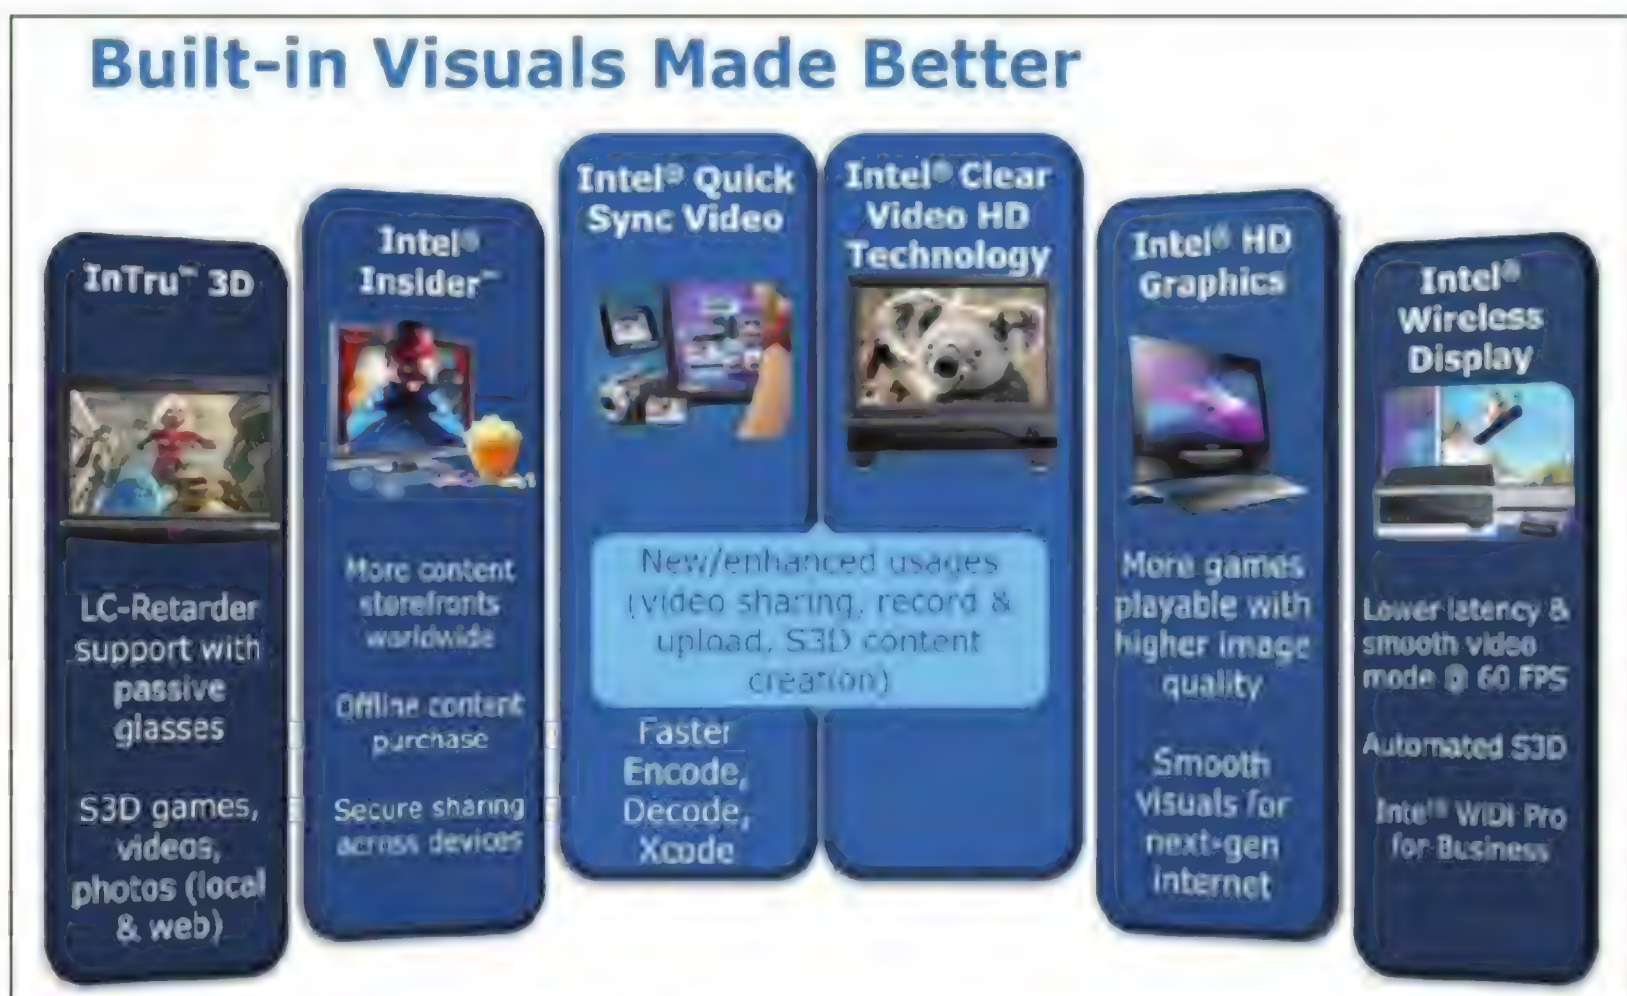 Built-in Visuals Made Better
InTru™ 3D
LC-Retarder
support with
passive
glasses
S3D games,
videos,
photos (local
& web)
Intel®
Insider™
More content
storefronts
worldwide
Offline content
purchase
Secure sharing
across devices
Intel® Quick
Sync Video
Intel® Clear
Video HD
Technology
New/enhanced usages
(video sharing, record &
upload, S3D content
creation)
Faster
Encode,
Decode,
Xcode
Intel® HD
Graphics
More games
playable with
higher image
quality
Smooth
visuals for
next-gen
internet
Intel®
Wireless
Display
Lower latency &
smooth video
mode @ 60 FPS
Automated S3D
Intel® WiDi Pro
for Business